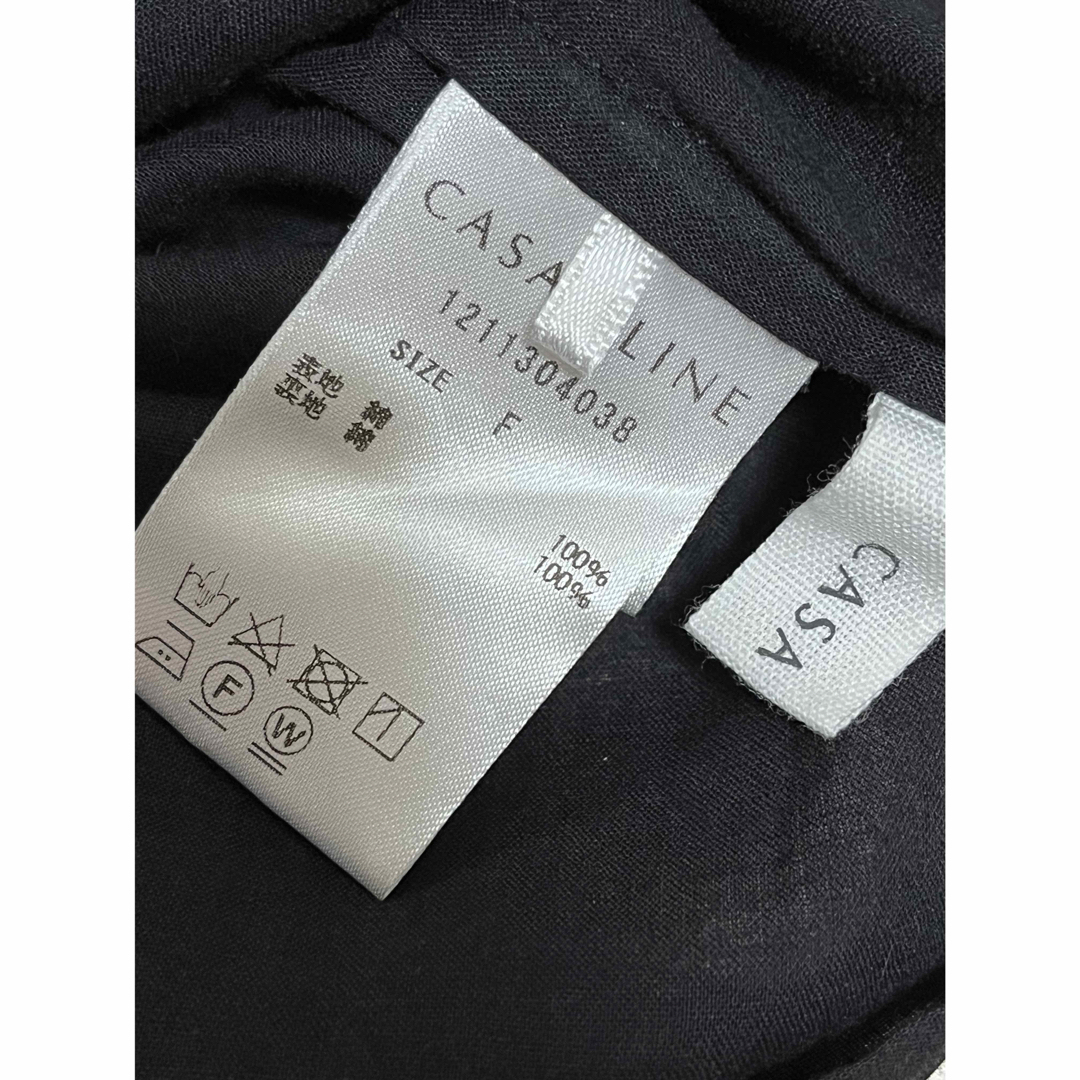 CASA LINE
1211304038
SIZE F
表地 綿 100%
裏地 綿 100%
F
W
CASA